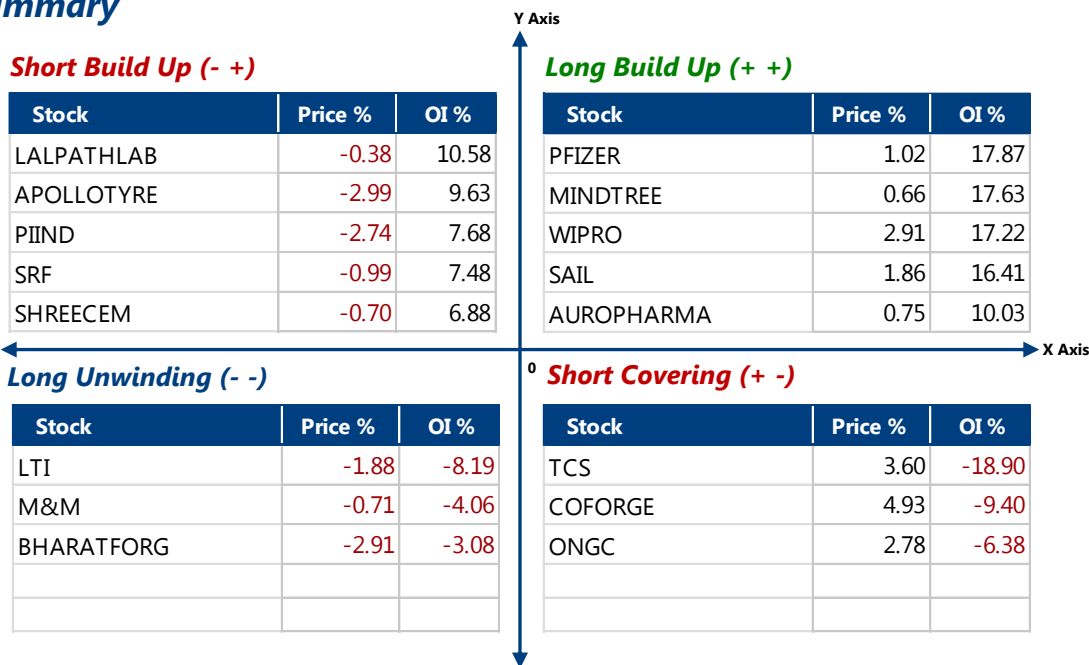 Y Axis
Short Build Up (- +)
Stock Price % OI %
LALPATHLAB -0.38 10.58
APOLLOTYRE -2.99 9.63
PIIND -2.74 7.68
SRF -0.99 7.48
SHREECEM -0.70 6.88
Long Build Up (+ +)
Stock Price % OI %
PFIZER 1.02 17.87
MINDTREE 0.66 17.63
WIPRO 2.91 17.22
SAIL 1.86 16.41
AUROPHARMA 0.75 10.03
X Axis
0
Long Unwinding (- -)
Stock Price % OI %
LTI -1.88 -8.19
M&M -0.71 -4.06
BHARATFORG -2.91 -3.08
Short Covering (+ -)
Stock Price % OI %
TCS 3.60 -18.90
COFORGE 4.93 -9.40
ONGC 2.78 -6.38